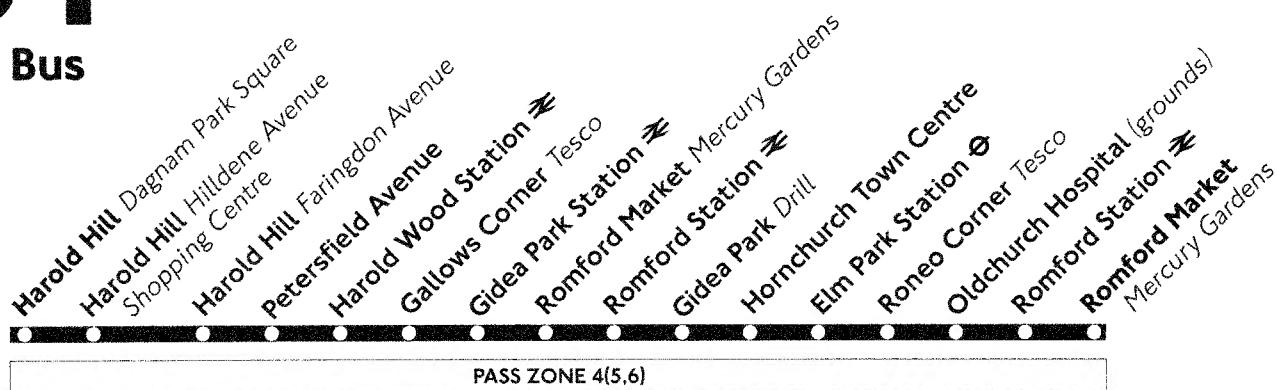 Bus
Harold Hill Dagnam Park Square
Harold Hill Hilldene Avenue
Shopping Centre
Harold Hill Faringdon Avenue
Petersfield Avenue
Harold Wood Station
Gallows Corner Tesco
Gidea Park Station
Romford Market Mercury Gardens
Romford Station
Gidea Park Drill
Hornchurch Town Centre
Elm Park Station
Roneo Corner Tesco
Oldchurch Hospital (grounds)
Romford Station
Romford Market
Mercury Gardens
PASS ZONE 4(5,6)